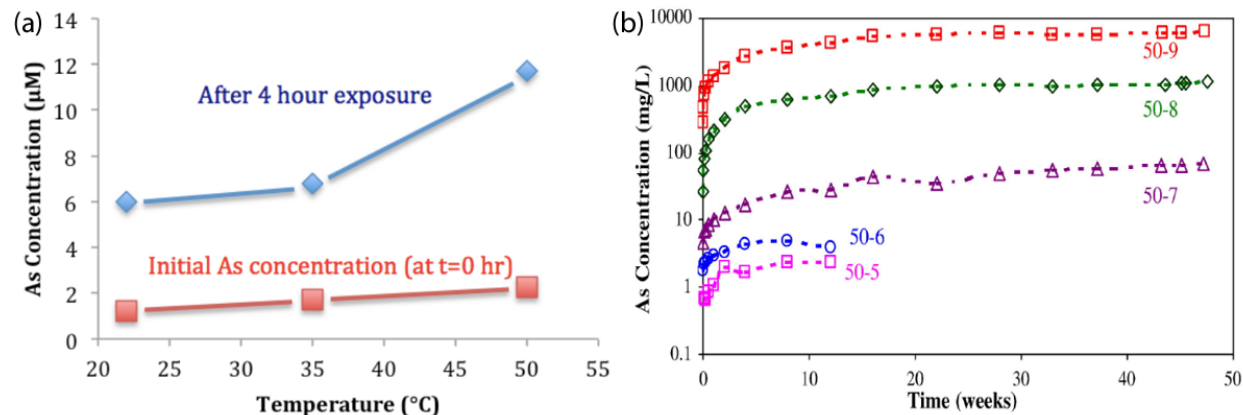 (a)
14
12
10
8
6
4
2
0
As Concentration (µM)
After 4 hour exposure
Initial As concentration (at t=0 hr)
20 25 30 35 40 45 50 55
Temperature (°C)
(b)
10000
1000
100
10
1
0.1
As Concentration (mg/L)
50-9
50-8
50-7
50-6
50-5
0 10 20 30 40 50
Time (weeks)